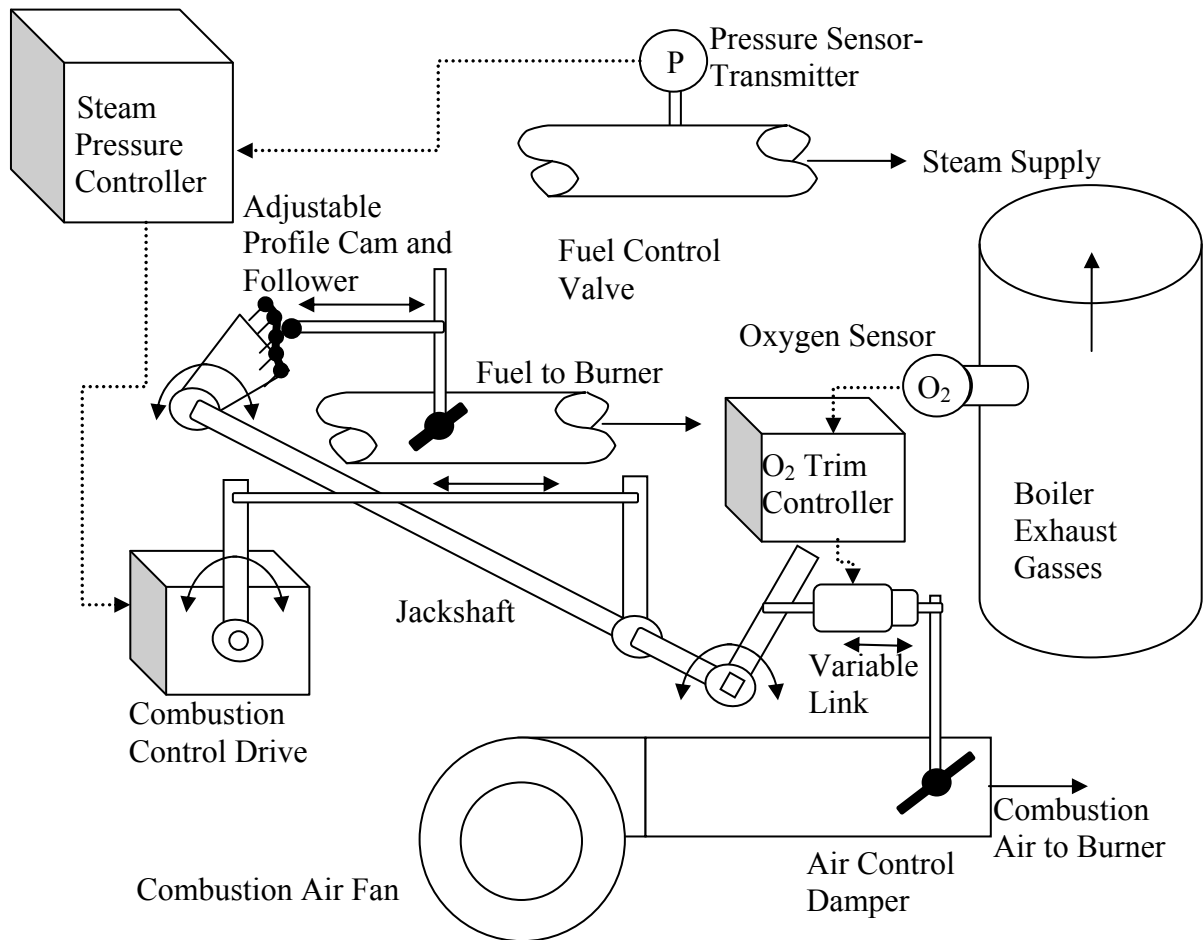 Pressure Sensor-
Transmitter
P
Steam
Pressure
Controller
Steam Supply
Adjustable
Profile Cam and
Follower
Fuel Control
Valve
Oxygen Sensor
O₂
Fuel to Burner
O₂ Trim
Controller
Boiler
Exhaust
Gasses
Jackshaft
Variable
Link
Combustion
Control Drive
Combustion
Air to Burner
Air Control
Damper
Combustion Air Fan